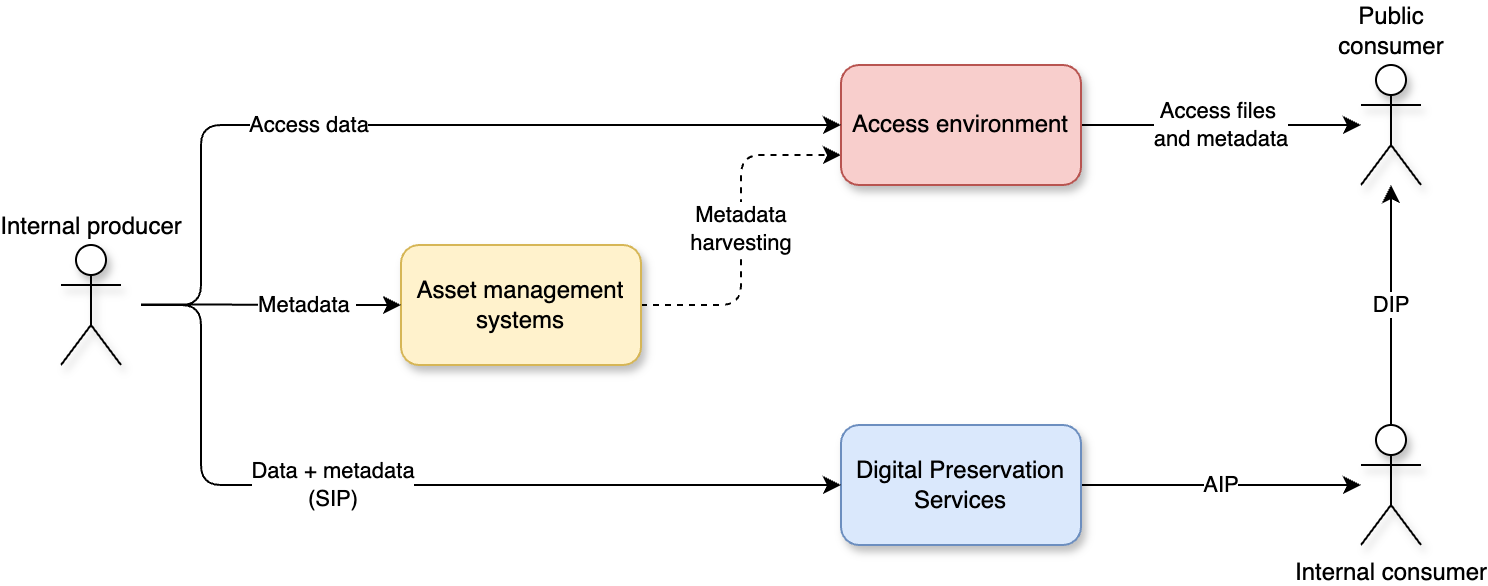 Public
consumer
Access data
Access environment
Access files
and metadata
Metadata
harvesting
Internal producer
Metadata
Asset management
systems
DIP
Data + metadata
(SIP)
Digital Preservation
Services
AIP
Internal consumer